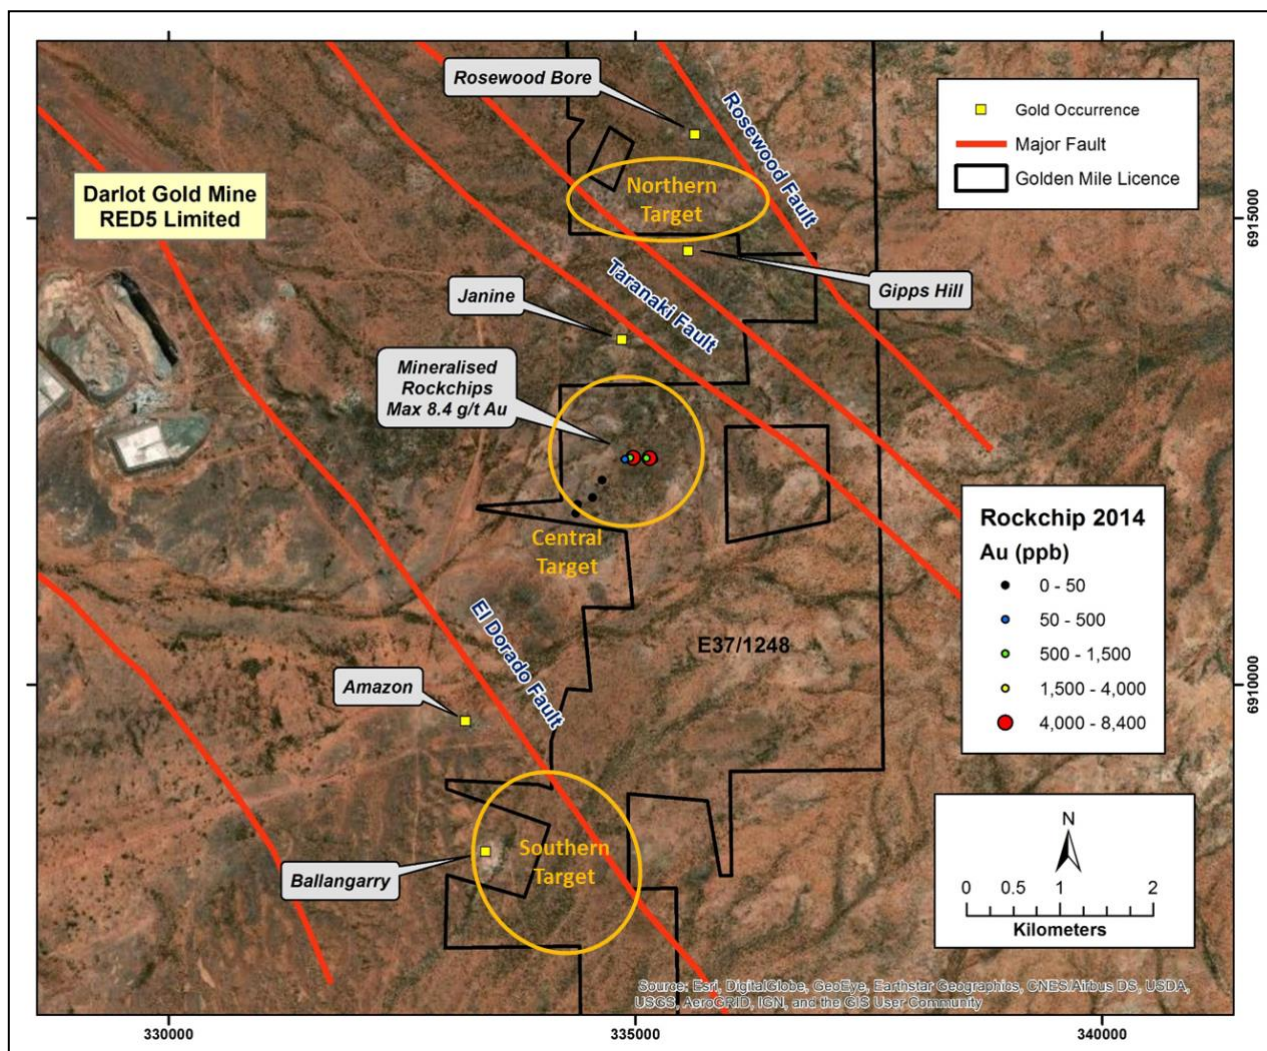 Rosewood Bore
Rosewood Fault
Gold Occurrence
Major Fault
Golden Mile Licence
Darlot Gold Mine
RED5 Limited
Northern
Target
6915000
Taranaki Fault
Gipps Hill
Janine
Mineralised
Rockchips
Max 8.4 g/t Au
Central
Target
Rockchip 2014
Au (ppb)
0 - 50
50 - 500
500 - 1,500
1,500 - 4,000
4,000 - 8,400
El Dorado Fault
E37/1248
Amazon
6910000
Southern
Target
Ballangarry
N
0 0.5 1 2
Kilometers
Source: Esri, DigitalGlobe, GeoEye, Earthstar Geographics, CNES/Airbus DS, USDA,
USGS, AeroGRID, IGN, and the GIS User Community
330000 335000 340000